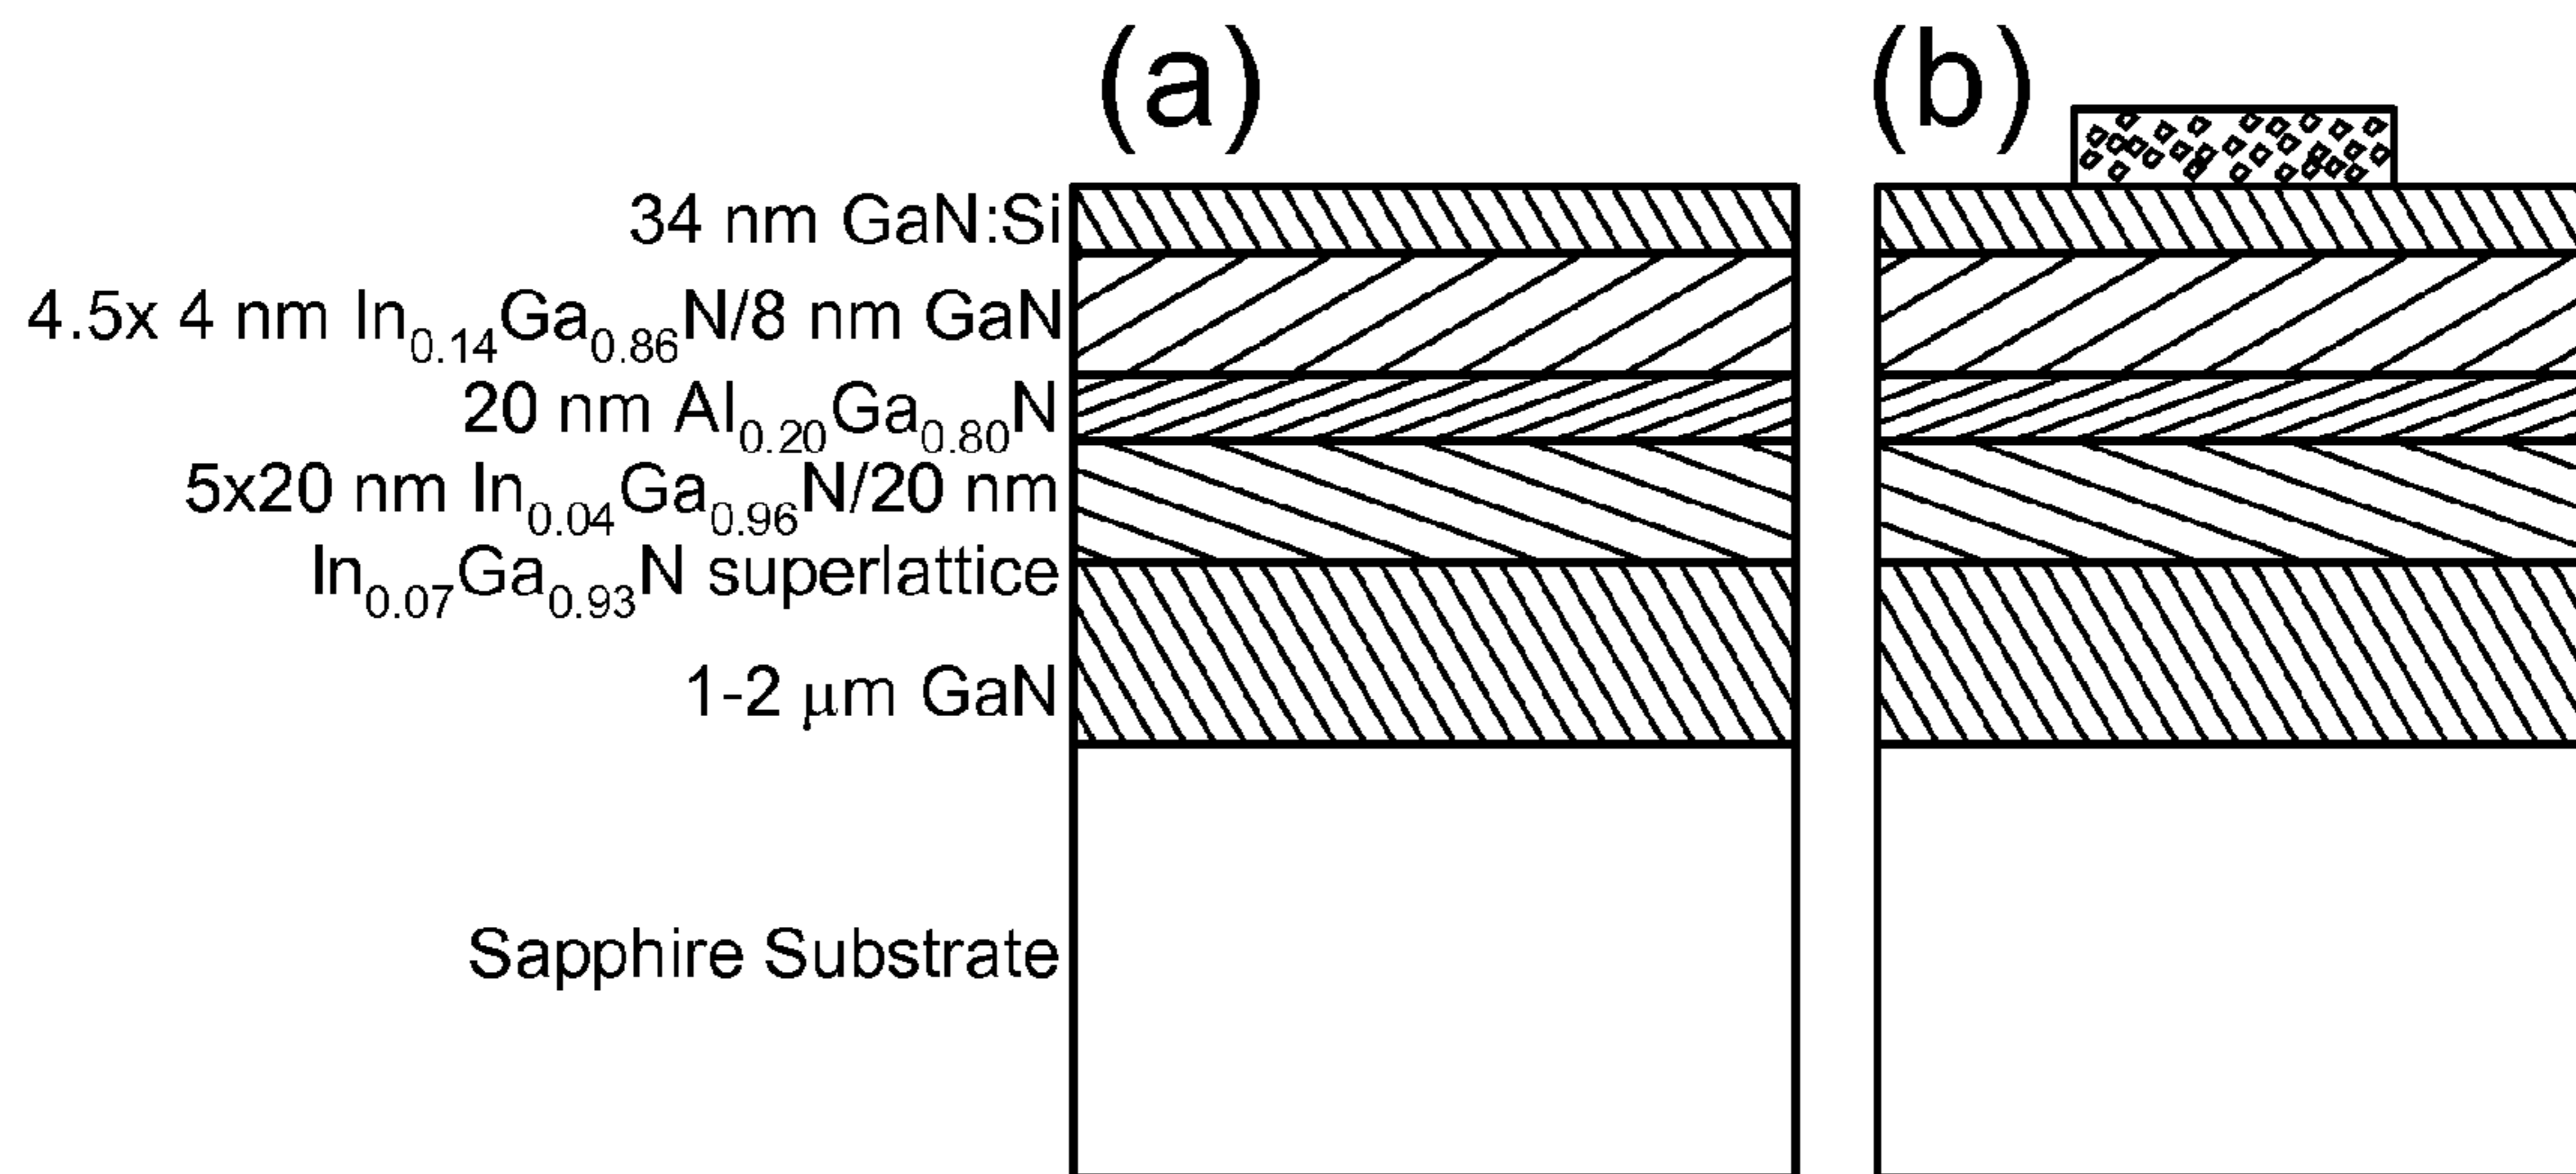 (a)
(b)
34 nm GaN:Si
4.5x 4 nm In₀.₁₄Ga₀.₈₆N/8 nm GaN
20 nm Al₀.₂₀Ga₀.₈₀N
5x20 nm In₀.₀₄Ga₀.₉₆N/20 nm
In₀.₀₇Ga₀.₉₃N superlattice
1-2 μm GaN
Sapphire Substrate